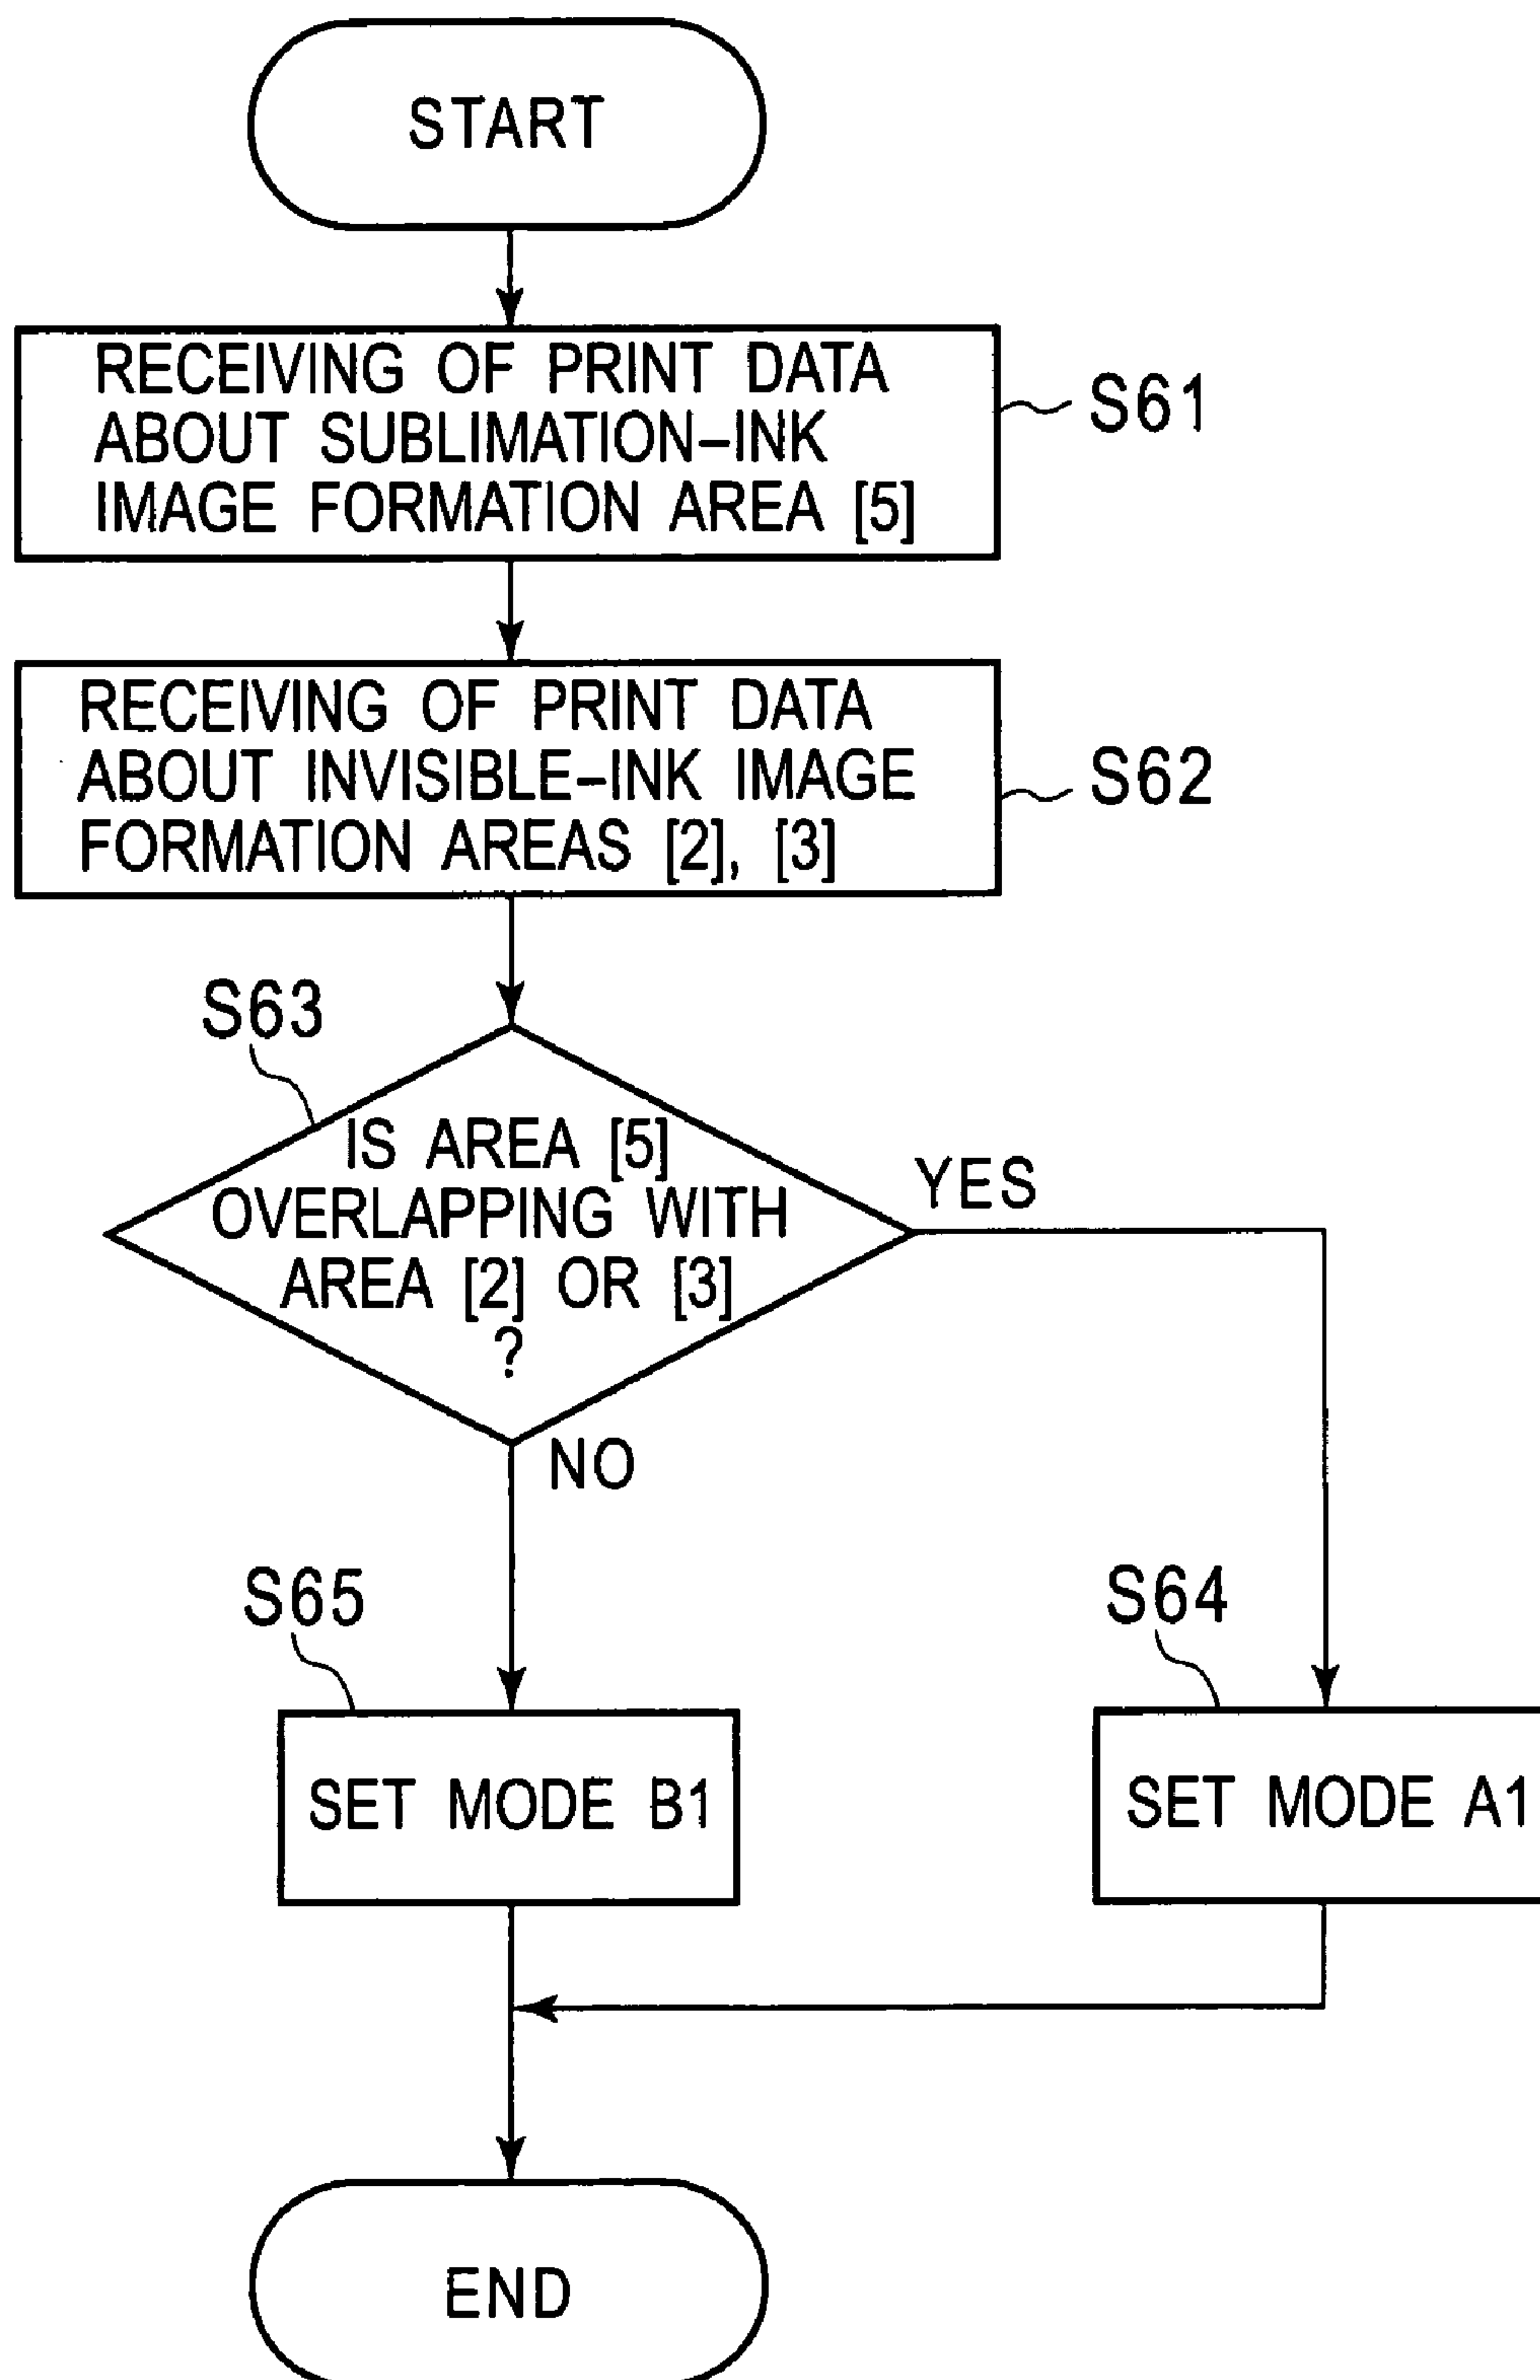 START
RECEIVING OF PRINT DATA
ABOUT SUBLIMATION-INK
IMAGE FORMATION AREA [5]
S61
RECEIVING OF PRINT DATA
ABOUT INVISIBLE-INK IMAGE
FORMATION AREAS [2], [3]
S62
S63
IS AREA [5]
OVERLAPPING WITH
AREA [2] OR [3]
?
YES
NO
S65
SET MODE B1
S64
SET MODE A1
END